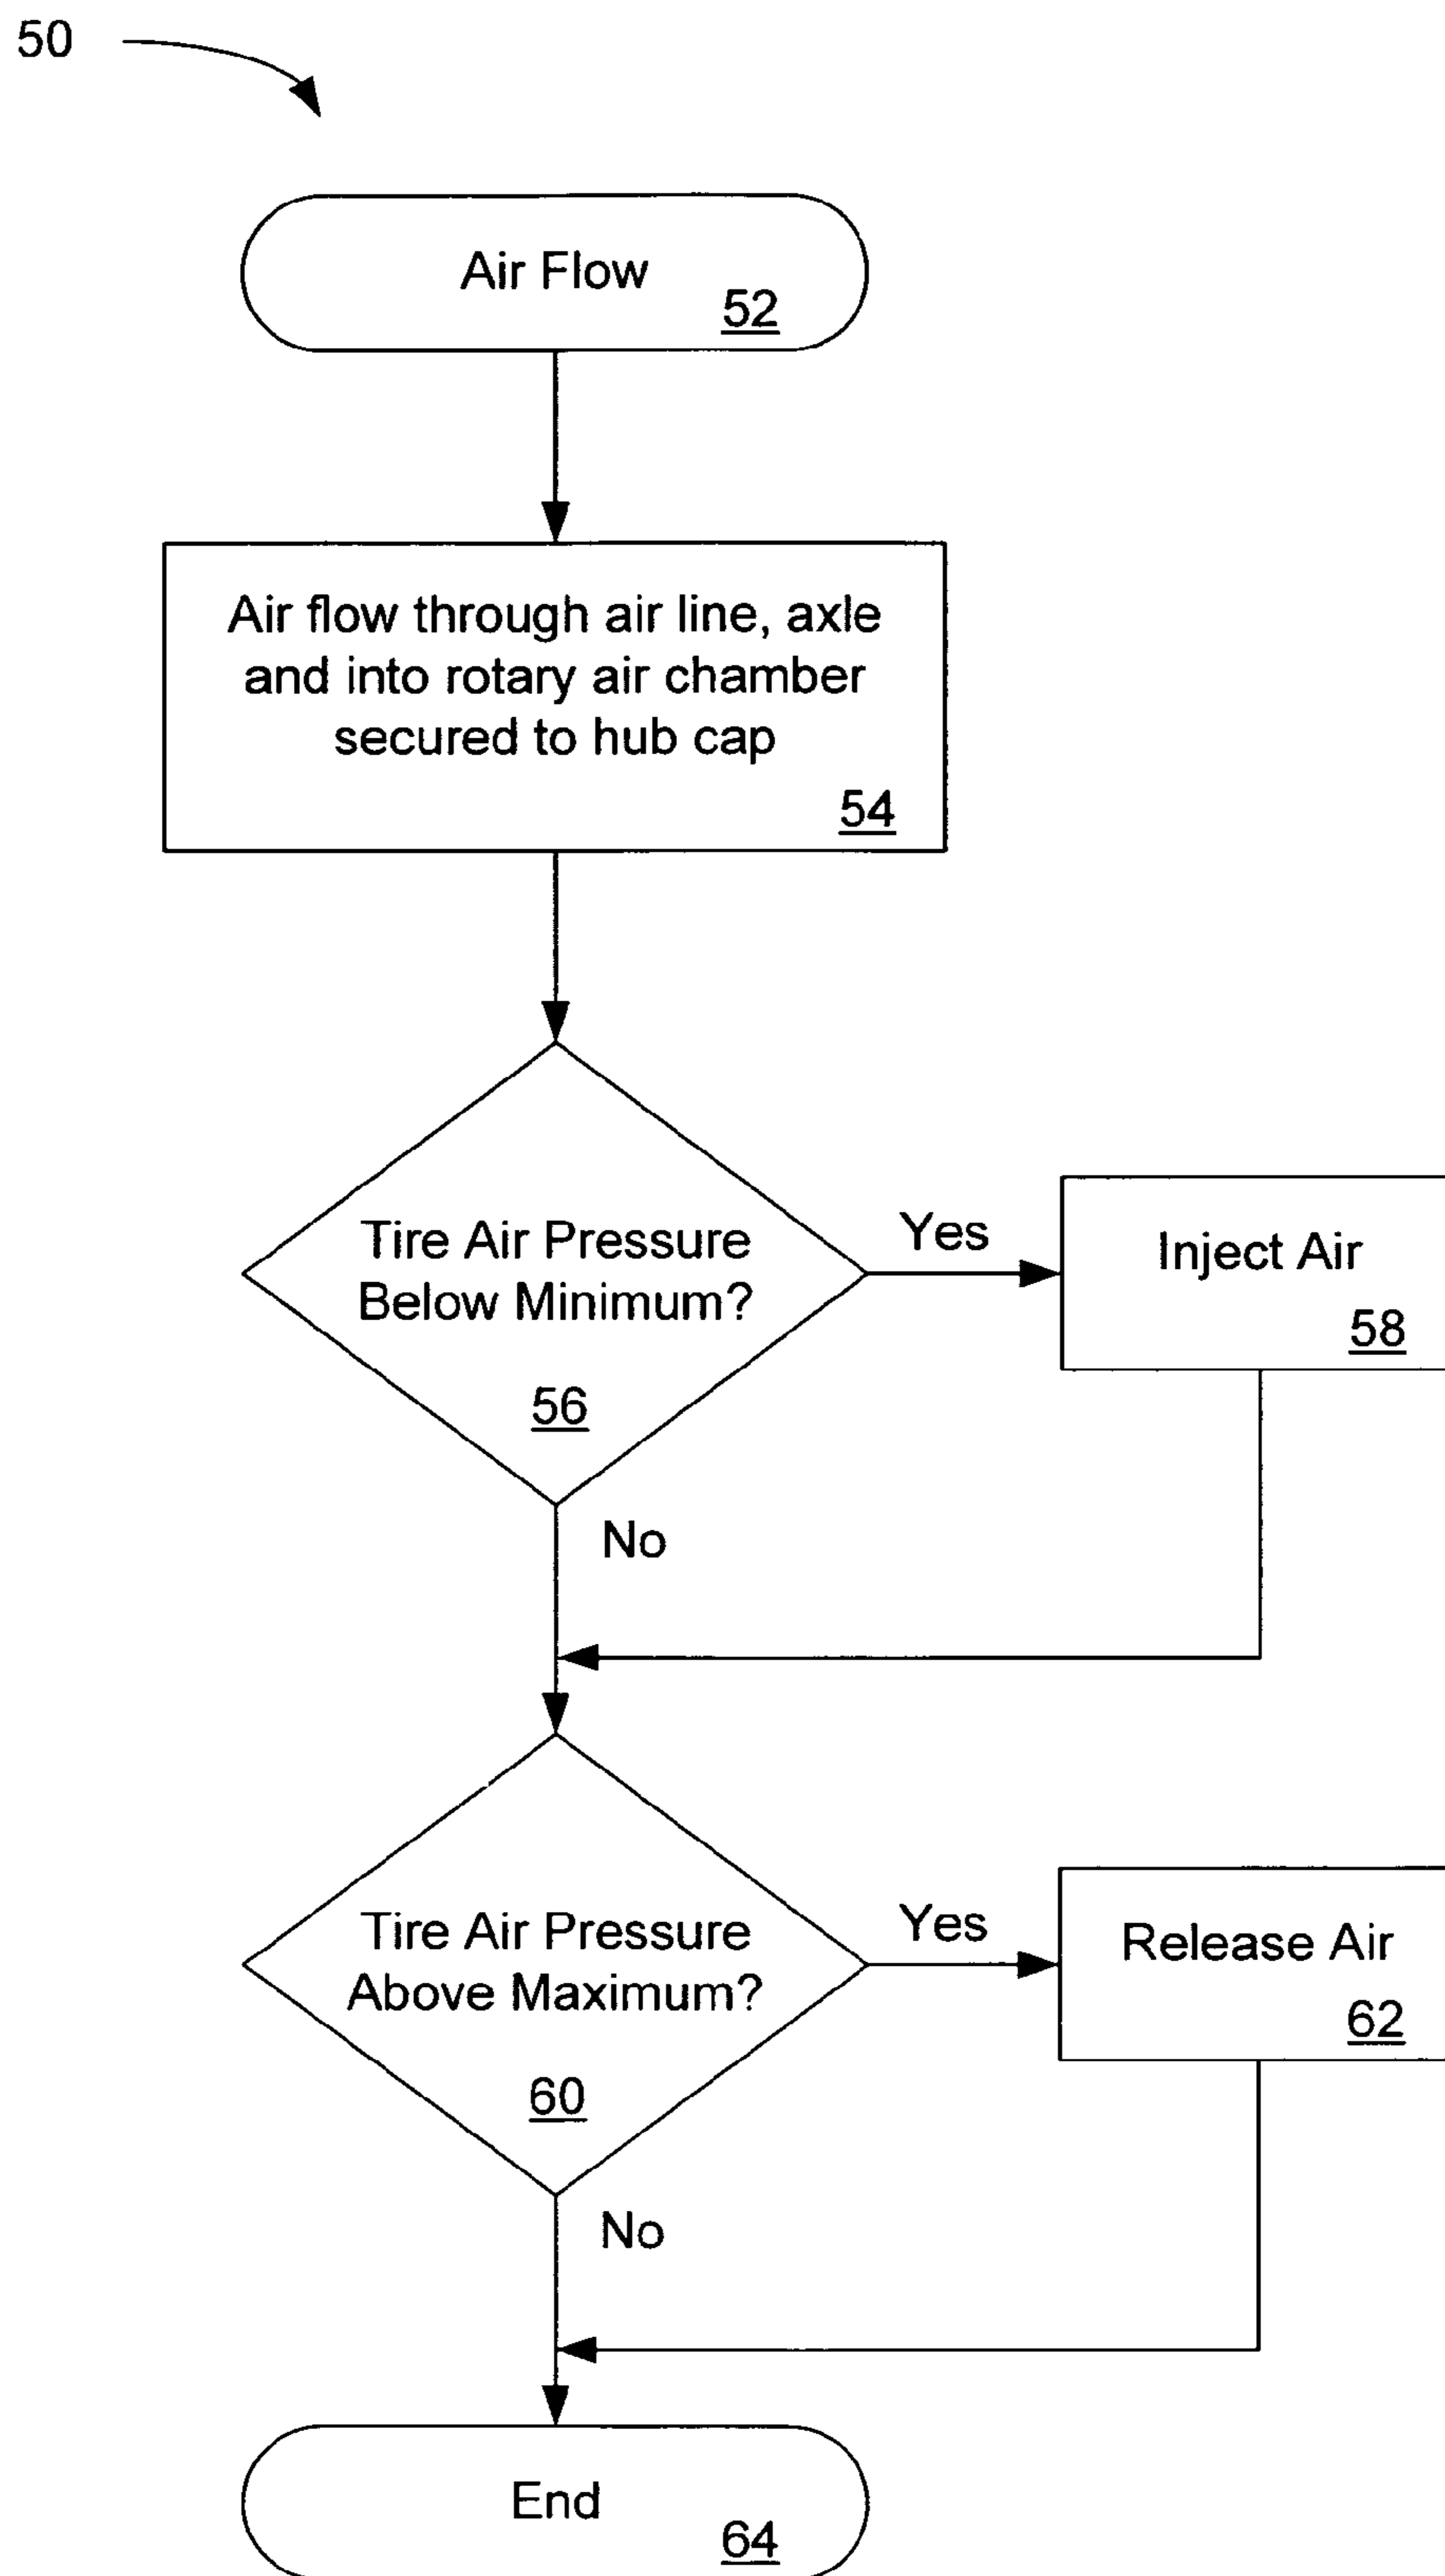 50
Air Flow
52
Air flow through air line, axle
and into rotary air chamber
secured to hub cap
54
Tire Air Pressure
Below Minimum?
56
Yes
Inject Air
58
No
Tire Air Pressure
Above Maximum?
60
Yes
Release Air
62
No
End
64